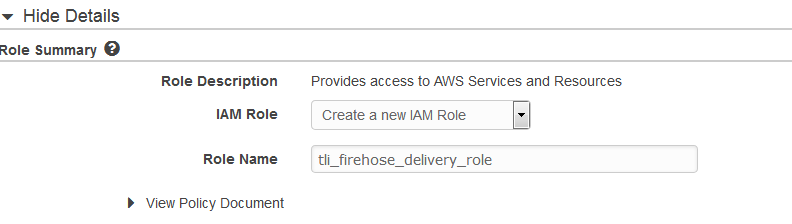 Hide Details
Role Summary ?
Role Description Provides access to AWS Services and Resources
IAM Role Create a new IAM Role
Role Name tli_firehose_delivery_role
View Policy Document